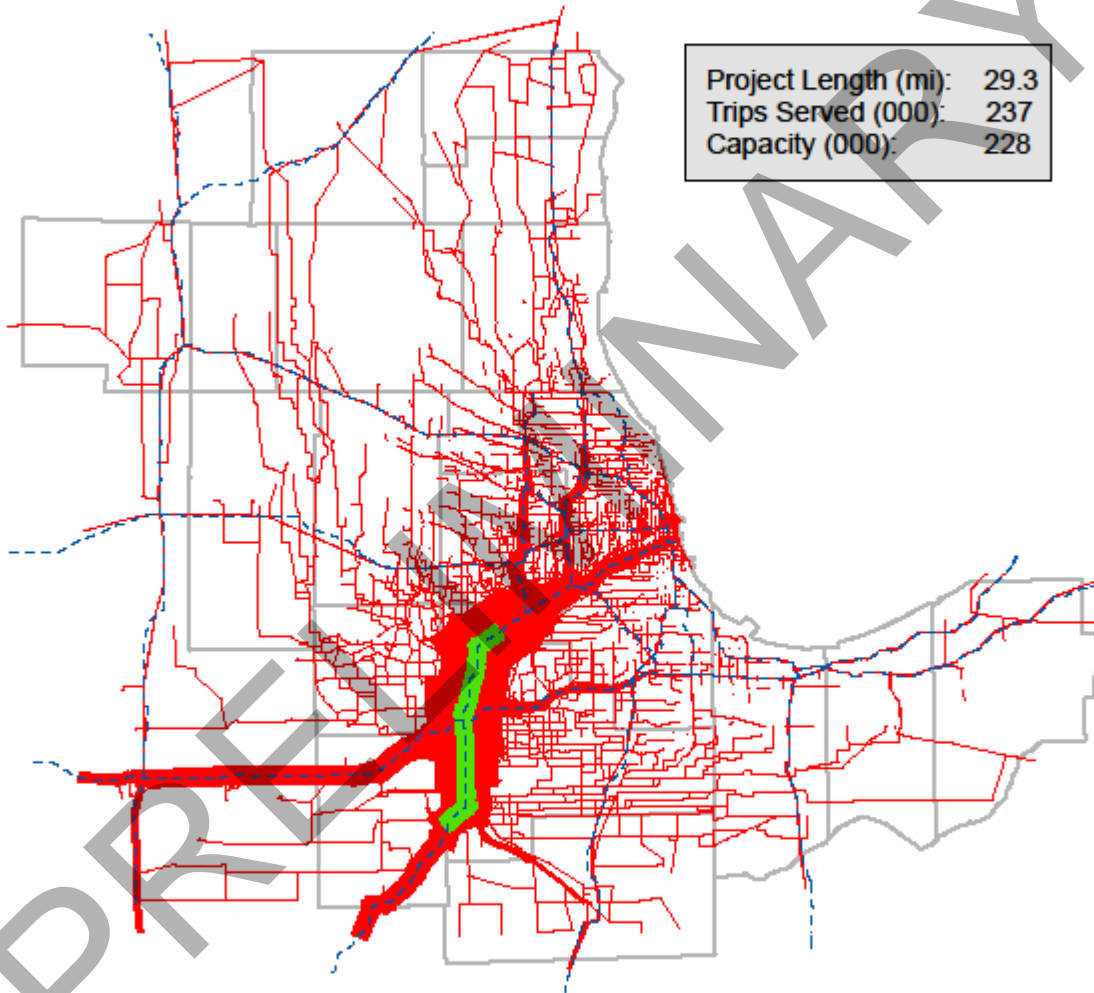 Project Length (mi): 29.3
Trips Served (000): 237
Capacity (000): 228
PRELIMINARY